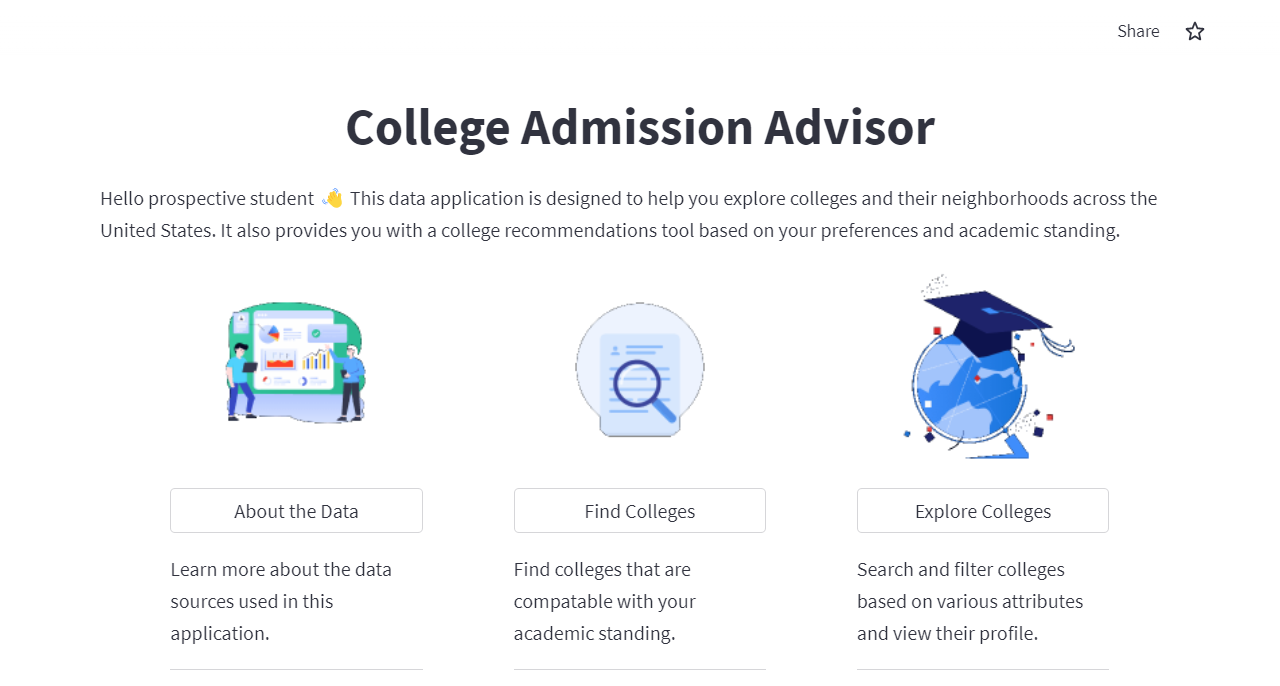 Share
College Admission Advisor
Hello prospective student 👋 This data application is designed to help you explore colleges and their neighborhoods across the
United States. It also provides you with a college recommendations tool based on your preferences and academic standing.
About the Data
Find Colleges
Explore Colleges
Learn more about the data
sources used in this
application.
Find colleges that are
compatable with your
academic standing.
Search and filter colleges
based on various attributes
and view their profile.